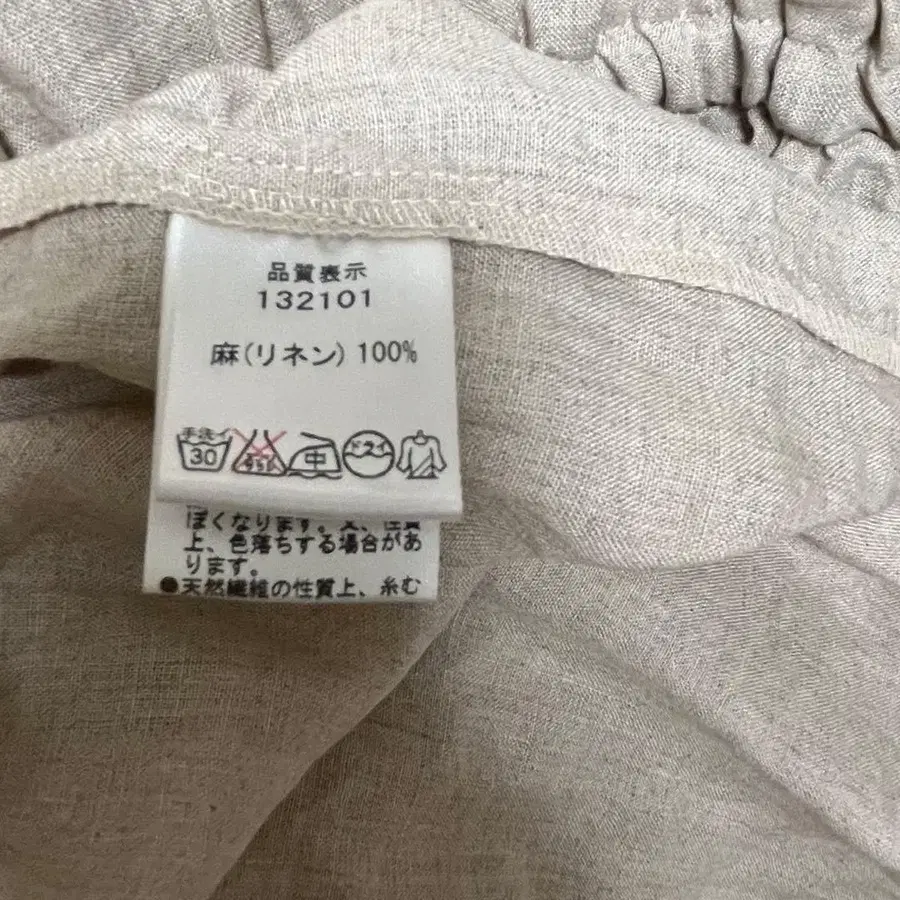 品質表示
132101
麻(リネン) 100%
手洗イ 30 中 ドライ
ぽくなります。又、性質
上、色落ちする場合があ
ります。
●天然繊維の性質上、糸む